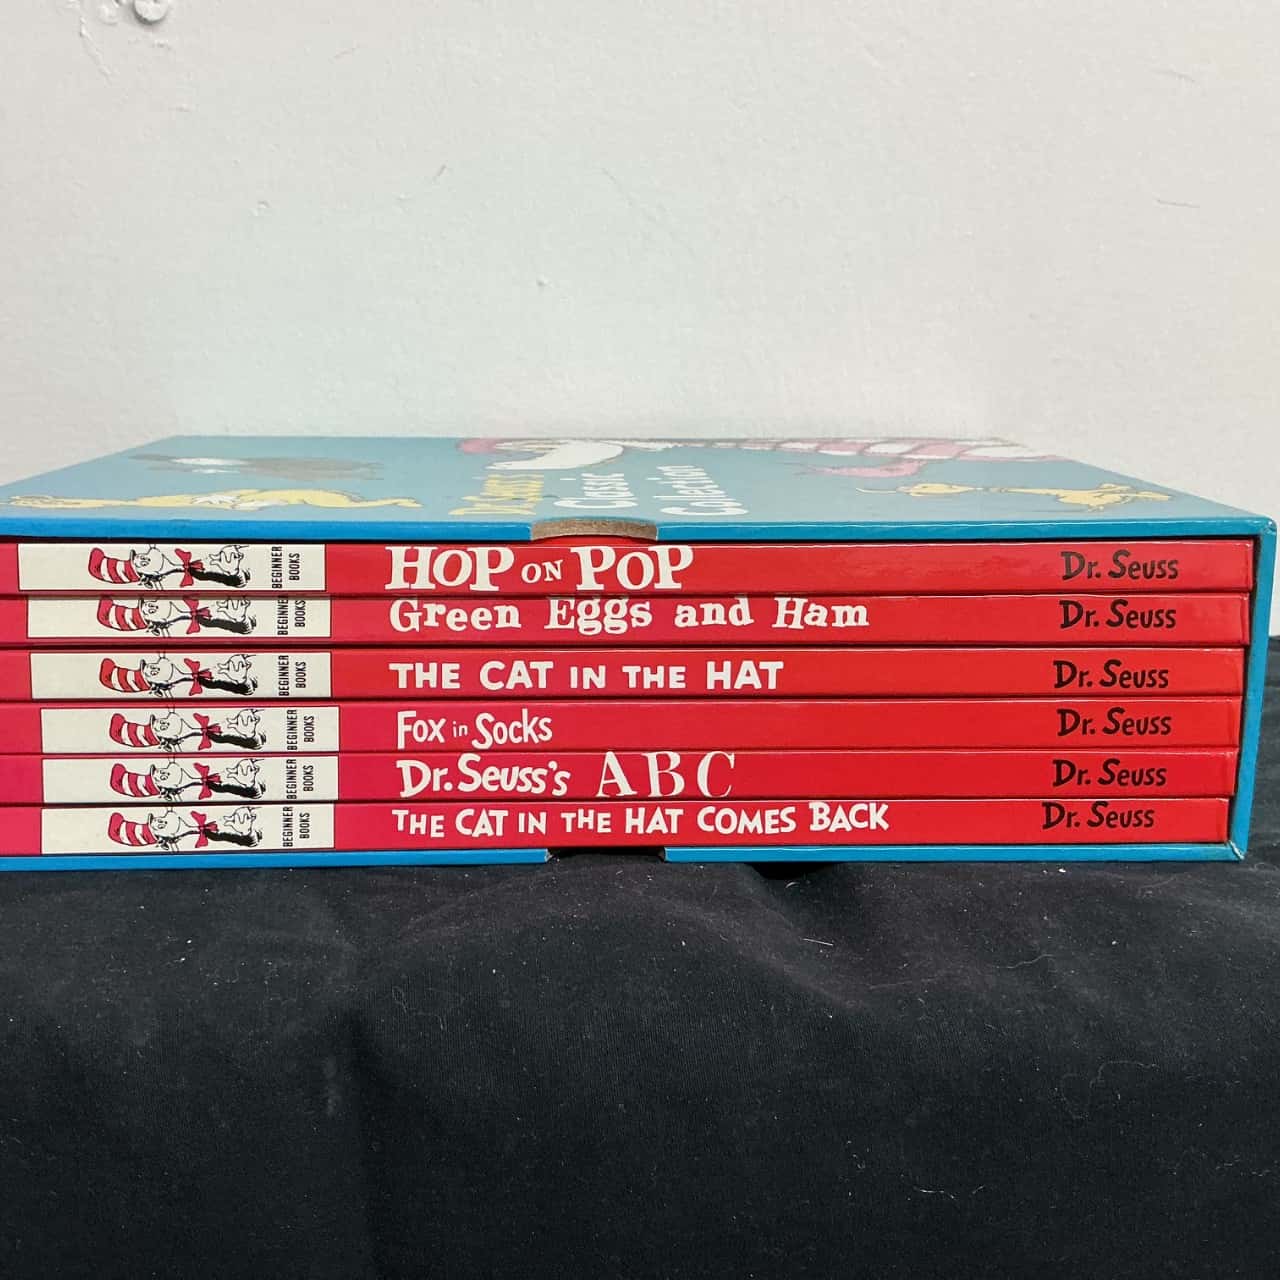 Dr. Seuss's
Classic
Collection
BEGINNER
BOOKS
HOP ON POP
Dr. Seuss
BEGINNER
BOOKS
Green Eggs and Ham
Dr. Seuss
BEGINNER
BOOKS
THE CAT IN THE HAT
Dr. Seuss
BEGINNER
BOOKS
Fox in Socks
Dr. Seuss
BEGINNER
BOOKS
Dr. Seuss's ABC
Dr. Seuss
BEGINNER
BOOKS
THE CAT IN THE HAT COMES BACK
Dr. Seuss